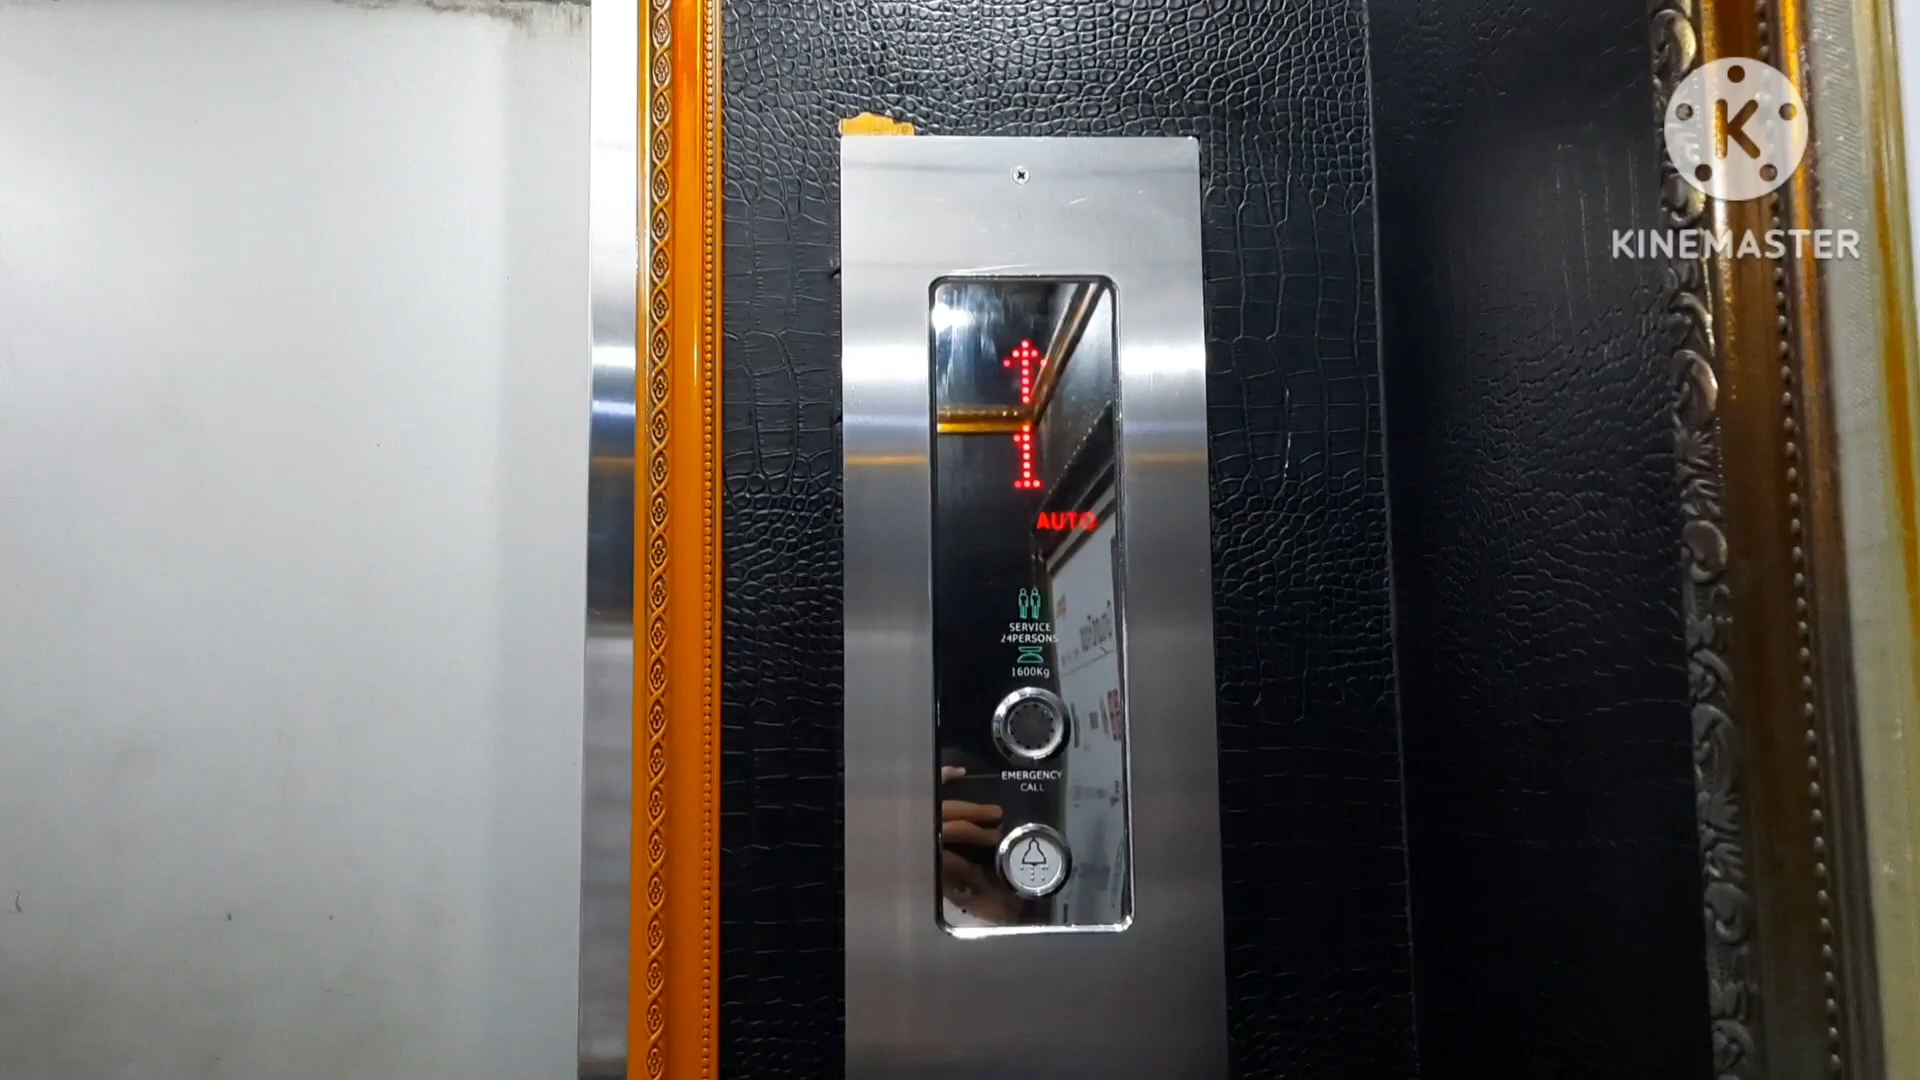 K
KINEMASTER
1
AUTO
SERVICE
24PERSONS
1600Kg
EMERGENCY
CALL